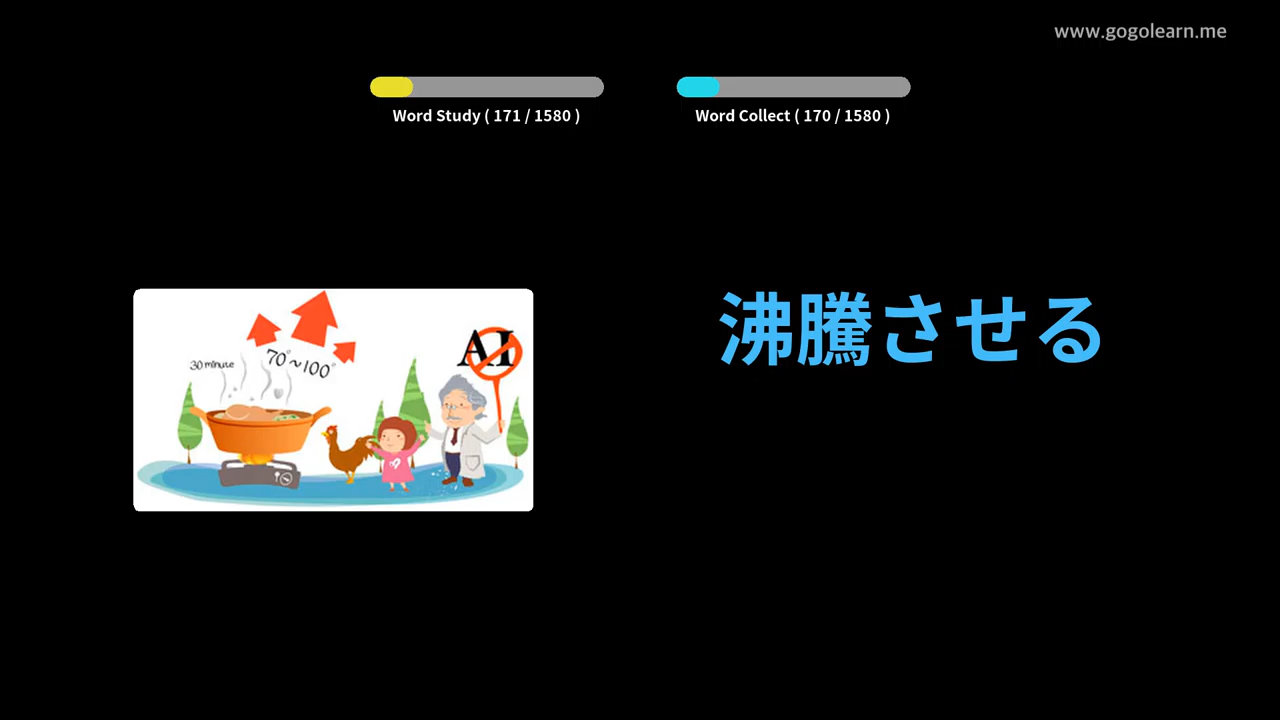 www.gogolearn.me
Word Study ( 171 / 1580 )
Word Collect ( 170 / 1580 )
30 minute
70°~100°
AI
沸騰させる